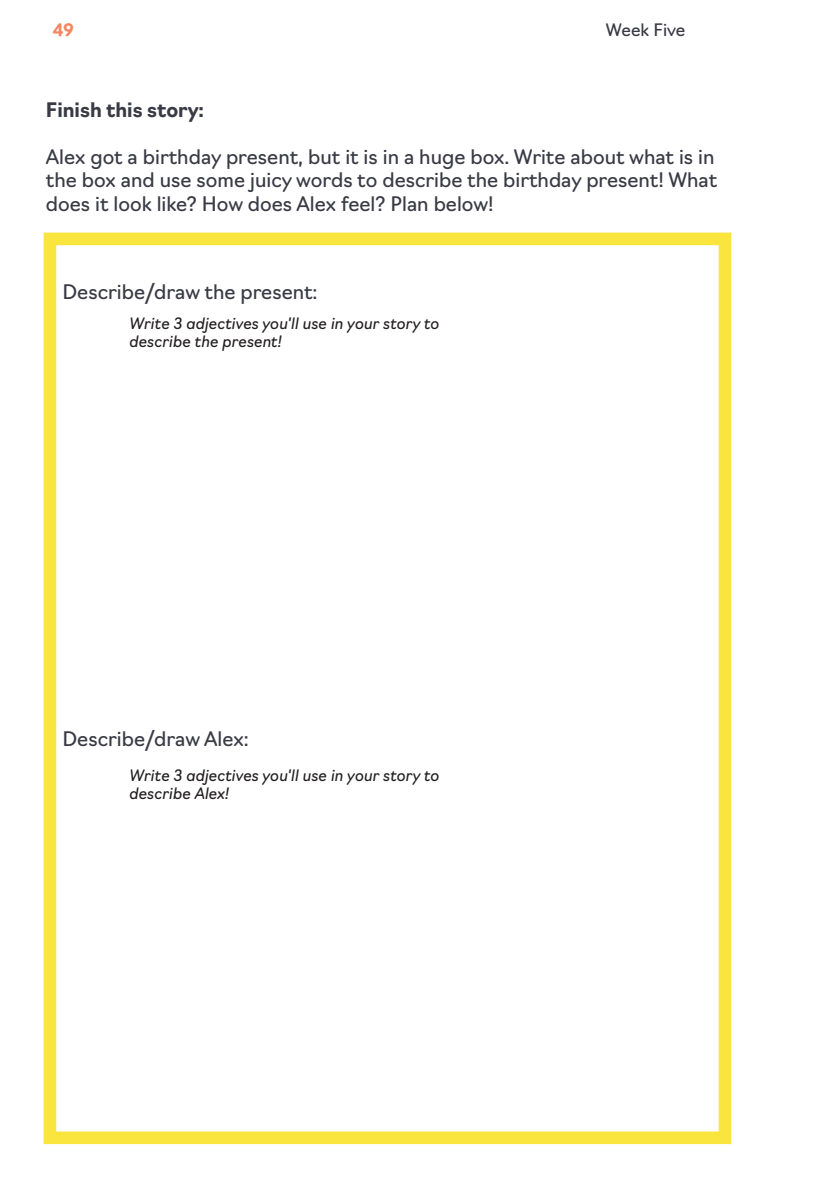 49
Week Five
Finish this story:
Alex got a birthday present, but it is in a huge box. Write about what is in
the box and use some juicy words to describe the birthday present! What
does it look like? How does Alex feel? Plan below!
Describe/draw the present:
Write 3 adjectives you'll use in your story to
describe the present!
Describe/draw Alex:
Write 3 adjectives you'll use in your story to
describe Alex!